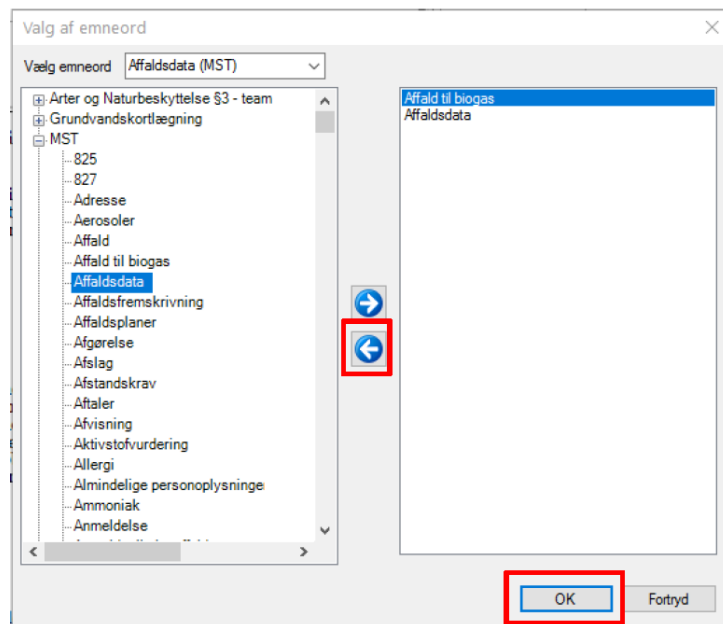 Valg af emneord
Vælg emneord Affaldsdata (MST)
Arter og Naturbeskyttelse §3 - team
Grundvandskortlægning
MST
825
827
Adresse
Aerosoler
Affald
Affald til biogas
Affaldsdata
Affaldsfremskrivning
Affaldsplaner
Afgørelse
Afslag
Afstandskrav
Aftaler
Afvisning
Aktivstofvurdering
Allergi
Almindelige personoplysninge
Ammoniak
Anmeldelse
Affald til biogas
Affaldsdata
OK
Fortryd